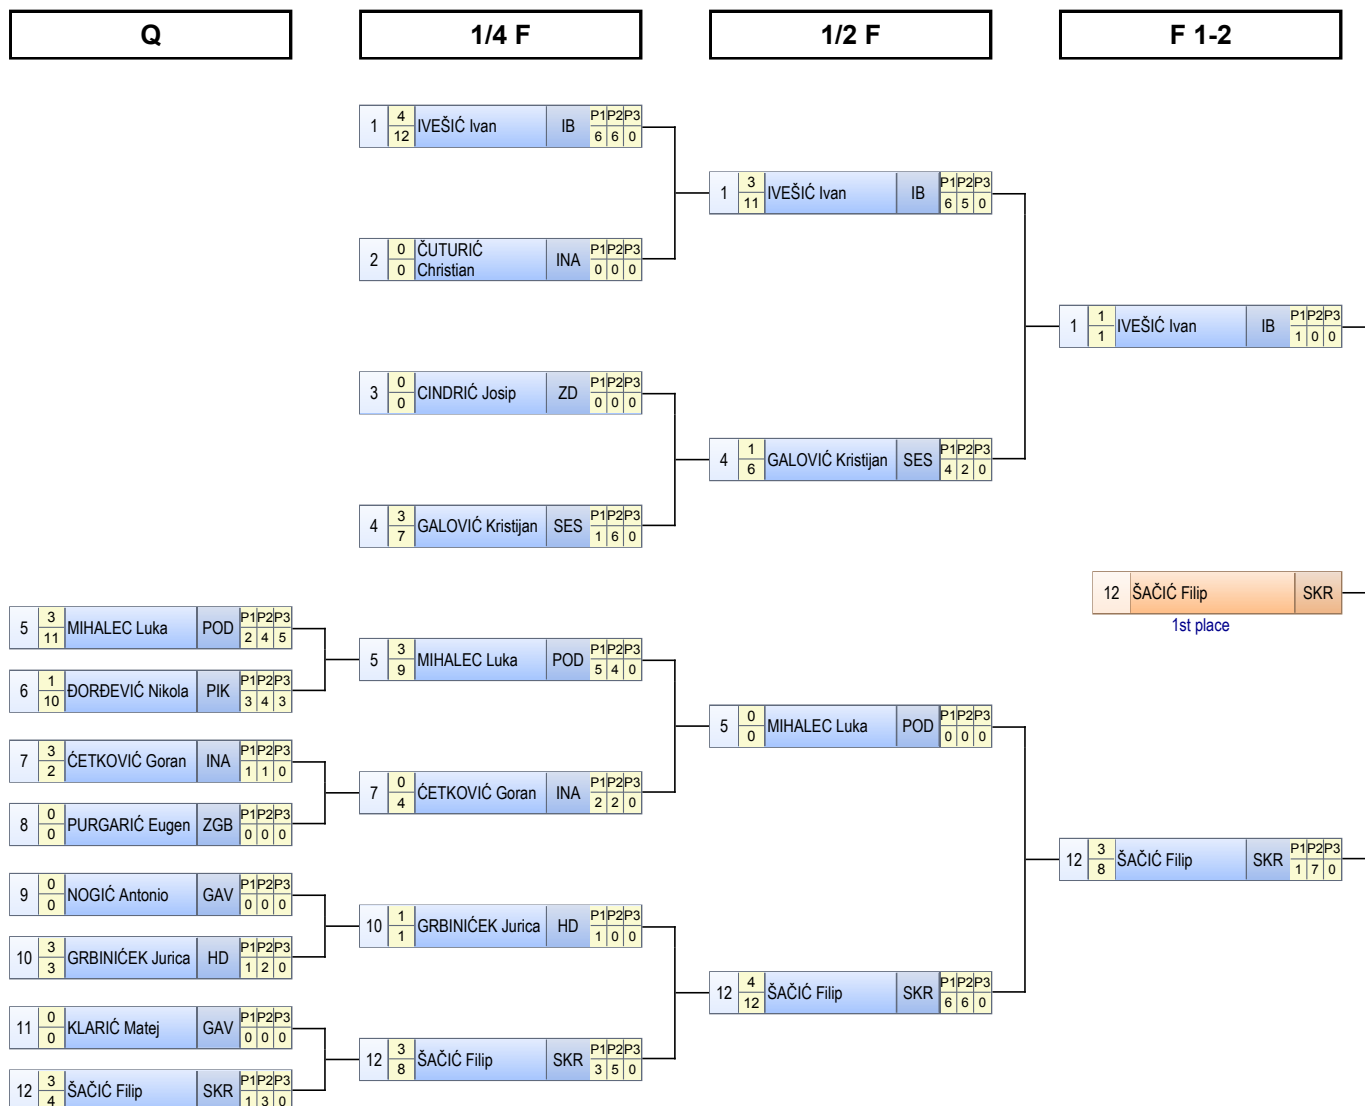 Q 1/4 F 1/2 F F 1-2
1 4 12 IVEŠIĆ Ivan IB P1 P2 P3 6 6 0
2 0 0 ČUTURIĆ
Christian INA P1 P2 P3 0 0 0
3 0 0 CINDRIĆ Josip ZD P1 P2 P3 0 0 0
4 3 7 GALOVIĆ Kristijan SES P1 P2 P3 1 6 0
1 3 11 IVEŠIĆ Ivan IB P1 P2 P3 6 5 0
4 1 6 GALOVIĆ Kristijan SES P1 P2 P3 4 2 0
1 1 1 IVEŠIĆ Ivan IB P1 P2 P3 1 0 0
12 ŠAČIĆ Filip SKR
1st place
5 3 11 MIHALEC Luka POD P1 P2 P3 2 4 5
6 1 10 ĐORĐEVIĆ Nikola PIK P1 P2 P3 3 4 3
7 3 2 ĆETKOVIĆ Goran INA P1 P2 P3 1 1 0
8 0 0 PURGARIĆ Eugen ZGB P1 P2 P3 0 0 0
9 0 0 NOGIĆ Antonio GAV P1 P2 P3 0 0 0
10 3 3 GRBINIĆEK Jurica HD P1 P2 P3 1 2 0
11 0 0 KLARIĆ Matej GAV P1 P2 P3 0 0 0
12 3 4 ŠAČIĆ Filip SKR P1 P2 P3 1 3 0
5 3 9 MIHALEC Luka POD P1 P2 P3 5 4 0
7 0 4 ĆETKOVIĆ Goran INA P1 P2 P3 2 2 0
10 1 1 GRBINIĆEK Jurica HD P1 P2 P3 1 0 0
12 3 8 ŠAČIĆ Filip SKR P1 P2 P3 3 5 0
5 0 0 MIHALEC Luka POD P1 P2 P3 0 0 0
12 4 12 ŠAČIĆ Filip SKR P1 P2 P3 6 6 0
12 3 8 ŠAČIĆ Filip SKR P1 P2 P3 1 7 0